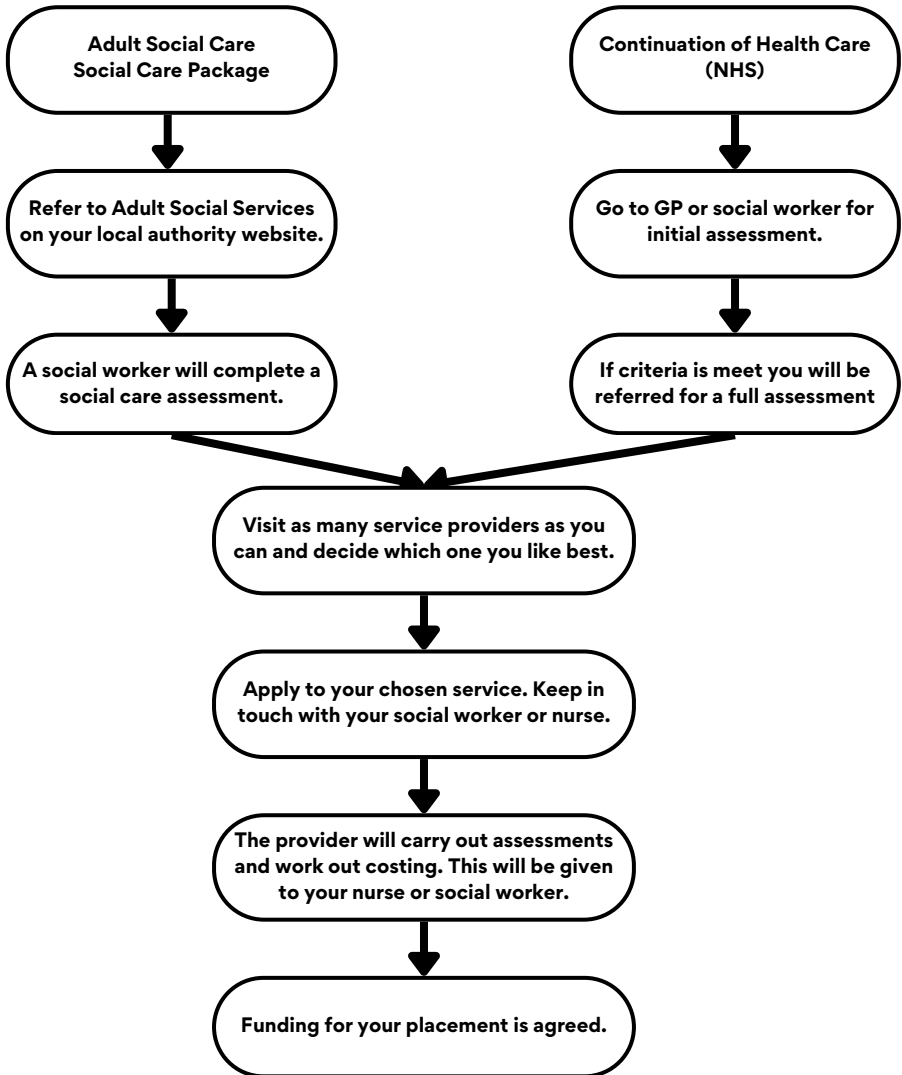 Adult Social Care
Social Care Package
Continuation of Health Care
(NHS)
Refer to Adult Social Services
on your local authority website.
Go to GP or social worker for
initial assessment.
A social worker will complete a
social care assessment.
If criteria is meet you will be
referred for a full assessment
Visit as many service providers as you
can and decide which one you like best.
Apply to your chosen service. Keep in
touch with your social worker or nurse.
The provider will carry out assessments
and work out costing. This will be given
to your nurse or social worker.
Funding for your placement is agreed.